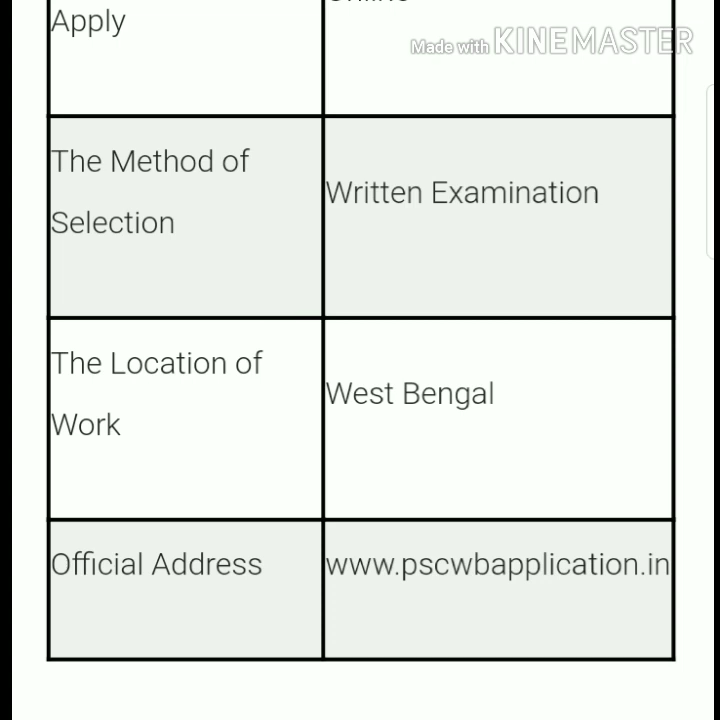 Apply
Made with KINEMASTER
The Method of
Selection
Written Examination
The Location of
Work
West Bengal
Official Address
www.pscwbapplication.in